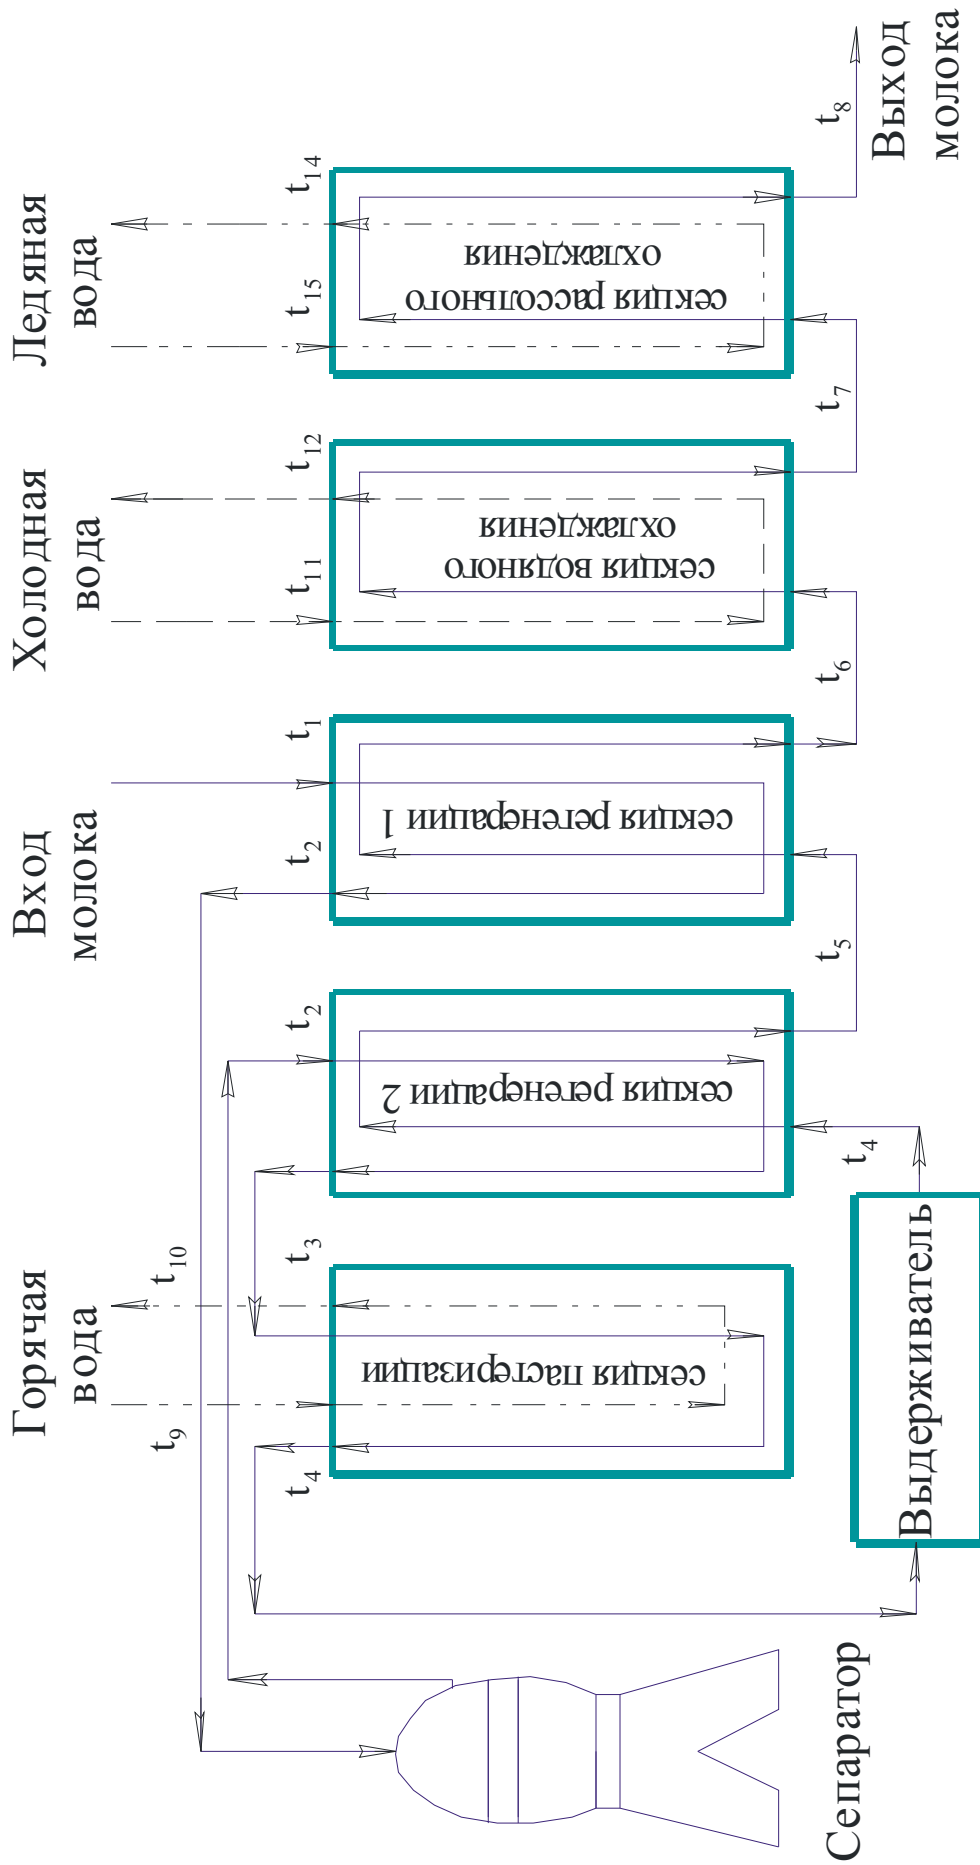 Горячая
вода
Вход
молока
Холодная
вода
Ледяная
вода
t9
t10
t4
t3
t2
t2
t1
t11
t12
t15
t14
секция пастеризации
секция регенерации 2
секция регенерации 1
секция водяного
охлаждения
секция рассольного
охлаждения
t4
t5
t6
t7
t8
Сепаратор
Выдерживатель
Выход
молока